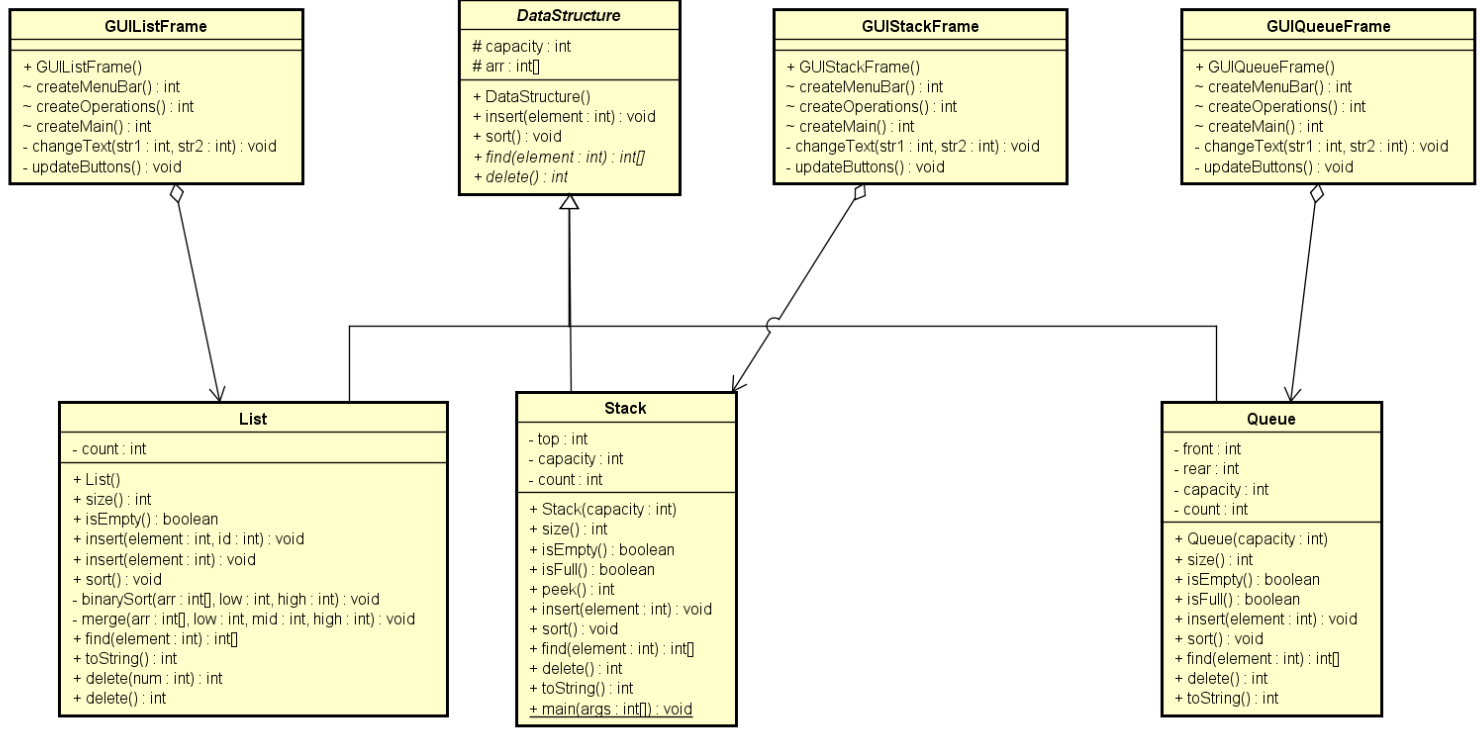 GUIListFrame
+ GUIListFrame()
~ createMenuBar() : int
~ createOperations() : int
~ createMain() : int
- changeText(str1 : int, str2 : int) : void
- updateButtons() : void
DataStructure
# capacity : int
# arr : int[]
+ DataStructure()
+ insert(element : int) : void
+ sort() : void
+ find(element : int) : int[]
+ delete() : int
GUIStackFrame
+ GUIStackFrame()
~ createMenuBar() : int
~ createOperations() : int
~ createMain() : int
- changeText(str1 : int, str2 : int) : void
- updateButtons() : void
GUIQueueFrame
+ GUIQueueFrame()
~ createMenuBar() : int
~ createOperations() : int
~ createMain() : int
- changeText(str1 : int, str2 : int) : void
- updateButtons() : void
List
- count : int
+ List()
+ size() : int
+ isEmpty() : boolean
+ insert(element : int, id : int) : void
+ insert(element : int) : void
+ sort() : void
- binarySort(arr : int[], low : int, high : int) : void
- merge(arr : int[], low : int, mid : int, high : int) : void
+ find(element : int) : int[]
+ toString() : int
+ delete(num : int) : int
+ delete() : int
Stack
- top : int
- capacity : int
- count : int
+ Stack(capacity : int)
+ size() : int
+ isEmpty() : boolean
+ isFull() : boolean
+ peek() : int
+ insert(element : int) : void
+ sort() : void
+ find(element : int) : int[]
+ delete() : int
+ toString() : int
+ main(args : int[]) : void
Queue
- front : int
- rear : int
- capacity : int
- count : int
+ Queue(capacity : int)
+ size() : int
+ isEmpty() : boolean
+ isFull() : boolean
+ insert(element : int) : void
+ sort() : void
+ find(element : int) : int[]
+ delete() : int
+ toString() : int